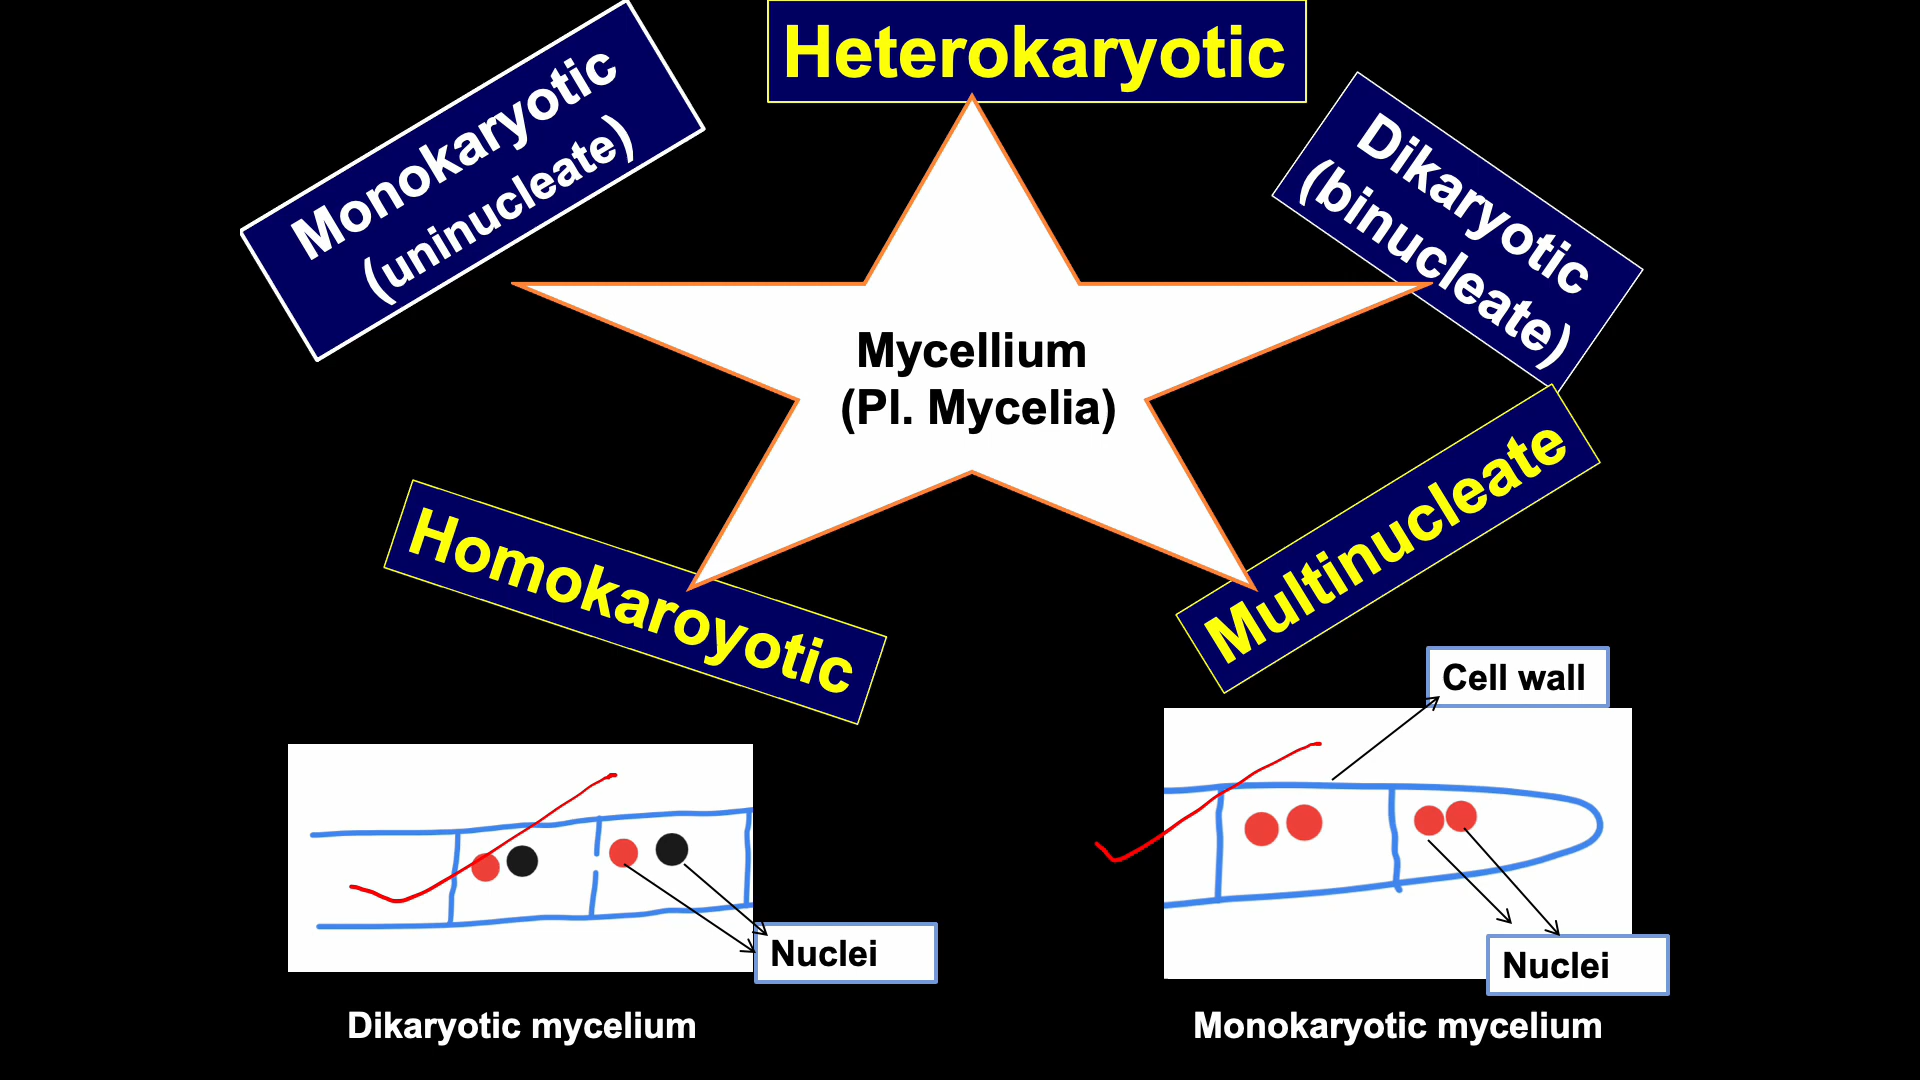 Heterokaryotic
Monokaryotic
(uninucleate)
Dikaryotic
(binucleate)
Mycellium
(Pl. Mycelia)
Homokaroyotic
Multinucleate
Cell wall
Nuclei
Nuclei
Dikaryotic mycelium
Monokaryotic mycelium